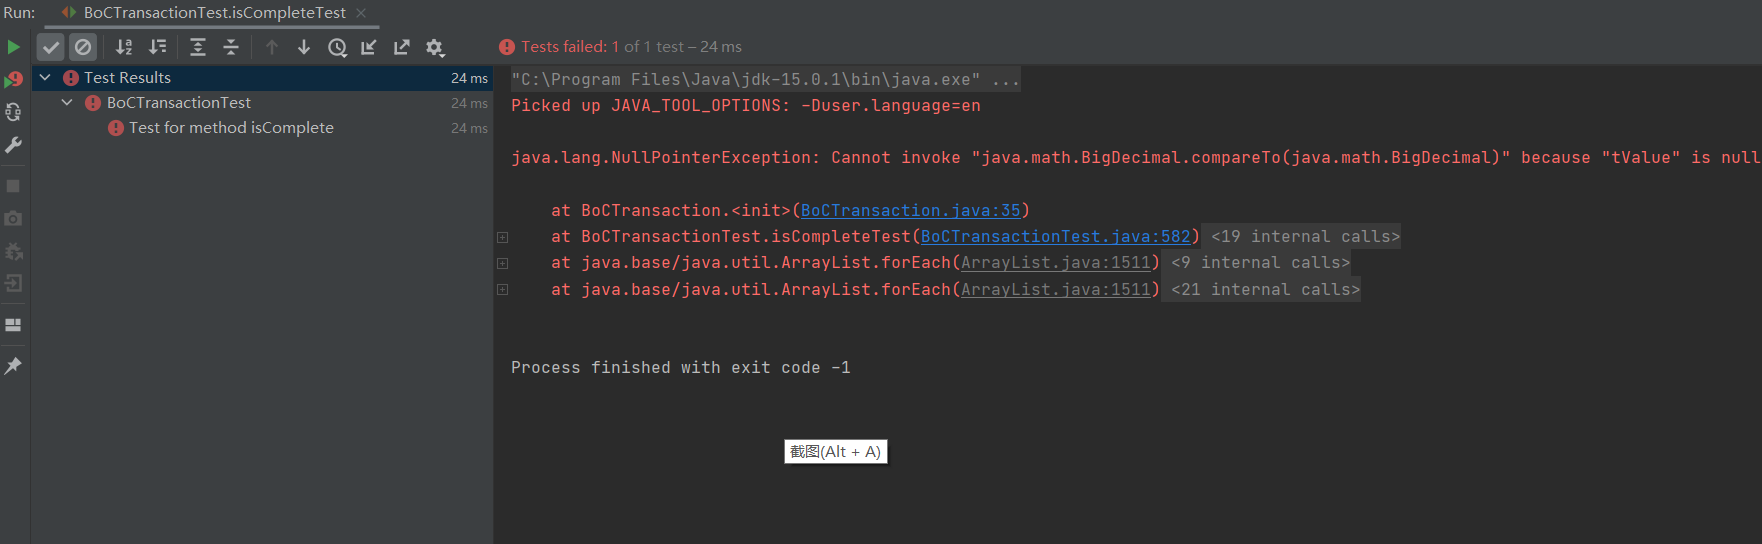 Run: BoCTransactionTest.isCompleteTest
Tests failed: 1 of 1 test – 24 ms
Test Results 24 ms
BoCTransactionTest 24 ms
Test for method isComplete 24 ms
"C:\Program Files\Java\jdk-15.0.1\bin\java.exe" ...
Picked up JAVA_TOOL_OPTIONS: -Duser.language=en
java.lang.NullPointerException: Cannot invoke "java.math.BigDecimal.compareTo(java.math.BigDecimal)" because "tValue" is null
at BoCTransaction.<init>(BoCTransaction.java:35)
at BoCTransactionTest.isCompleteTest(BoCTransactionTest.java:582) <19 internal calls>
at java.base/java.util.ArrayList.forEach(ArrayList.java:1511) <9 internal calls>
at java.base/java.util.ArrayList.forEach(ArrayList.java:1511) <21 internal calls>
Process finished with exit code -1
截图(Alt + A)